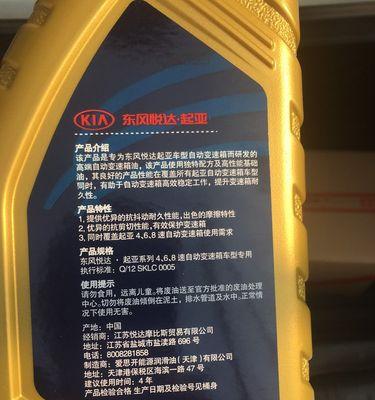 KIA 东风悦达·起亚
产品介绍
该产品是专为东风悦达起亚车型自动变速箱而研发的
高端自动变速箱油，该产品使用独特配方及高性能基础
油，其良好的产品性能在覆盖所有起亚自动变速箱车型
同时，有助于自动变速箱高效稳定工作，提升变速箱耐
久性。
产品特性
1, 提供优异的抗抖动耐久性能，出色的摩擦特性
2, 优异的抗剪切性能，有效保护变速箱
3, 同时覆盖起亚 4,6,8 速自动变速箱使用需求
产品规格
东风悦达·起亚系列 4,6,8 速自动变速箱车型专用
执行标准：Q/12 SKLC 0005
使用提示
请勿食用，远离儿童。将废油送至官方批准的废油处理
中心。切勿将废油倾倒在泥土，排水管道及水中。正常情
况下使用无害。
产地：中国
经销商：江苏悦达摩比斯贸易有限公司
地址：江苏省盐城市盐渎路 696 号
电话：8008281858
制造商：爱思开能源润滑油（天津）有限公司
地址：天津港保税区海滨一路 47 号
建议使用时间：4 年
产品检验合格 生产日期及检验号见桶身